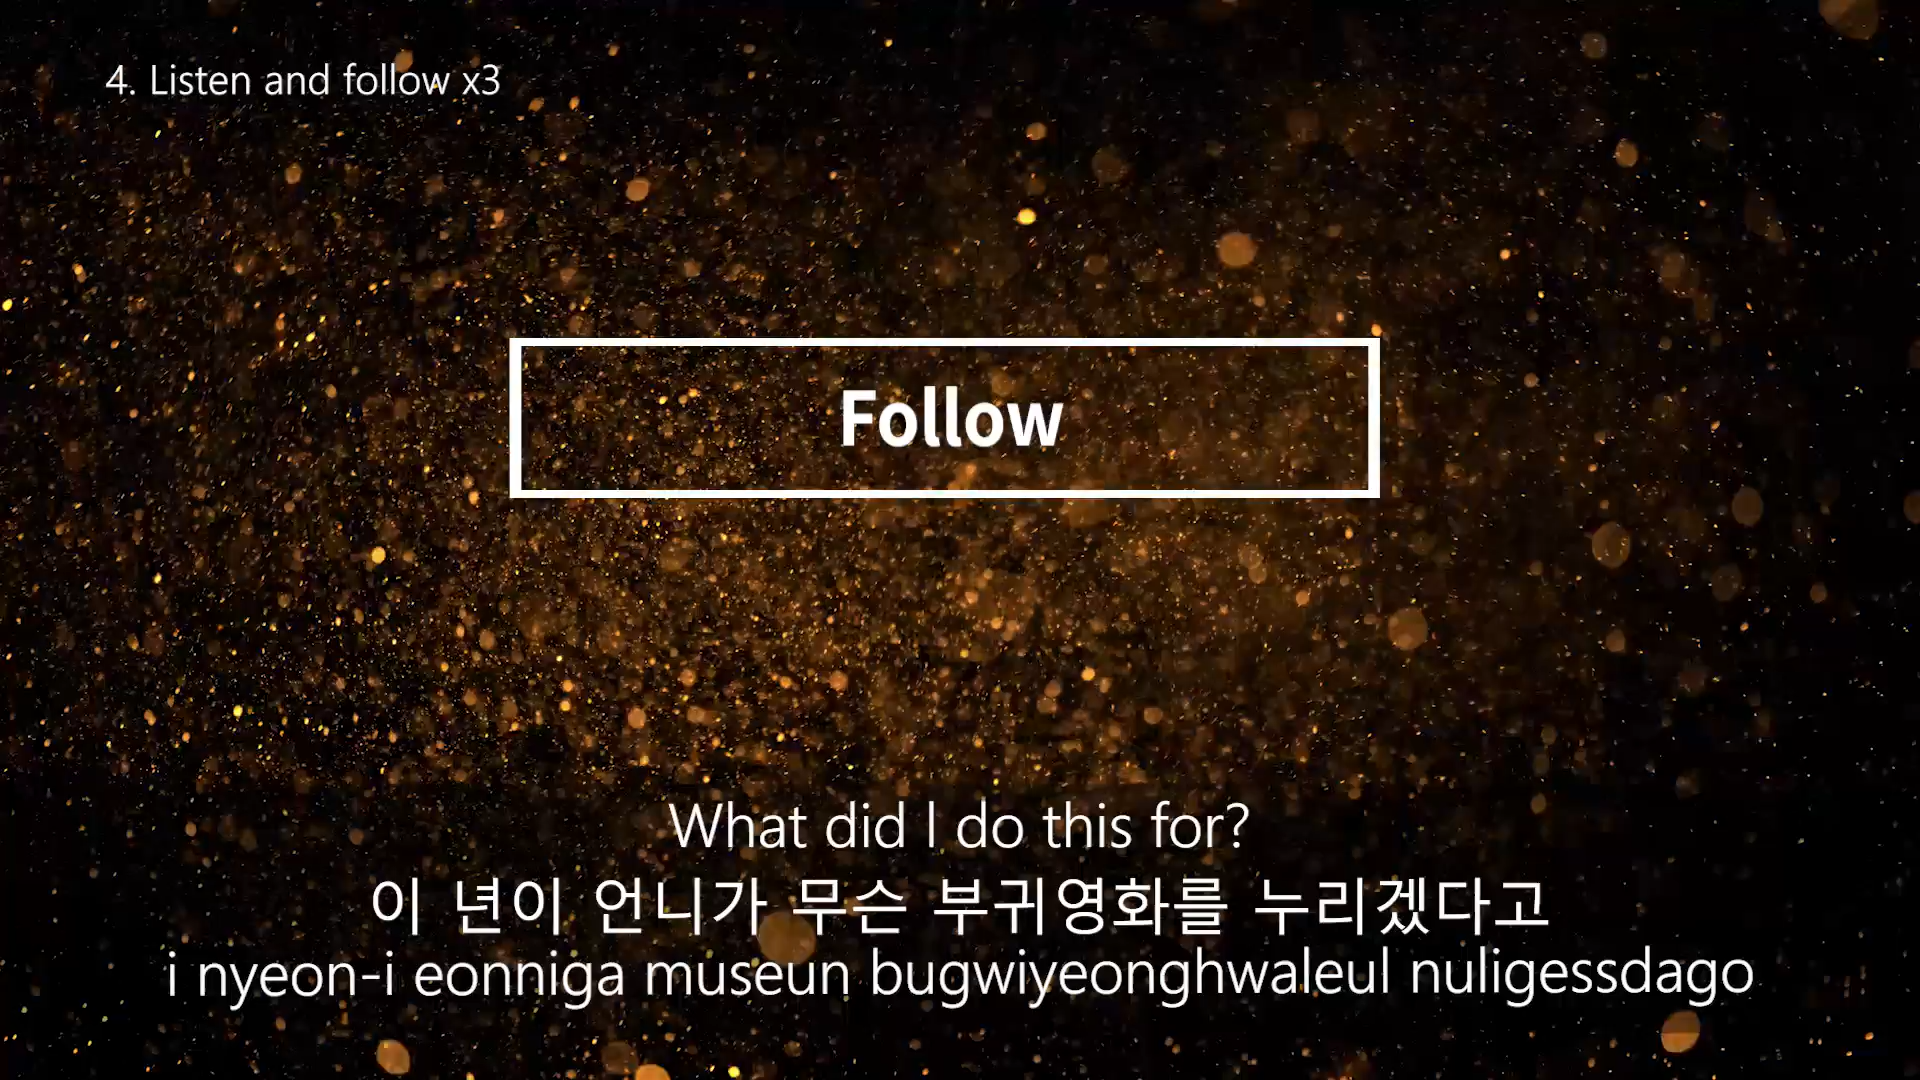 4. Listen and follow x3
Follow
What did I do this for?
이 년이 언니가 무슨 부귀영화를 누리겠다고
i nyeon-i eonniga museun bugwiyeonghwaleul nuligessdago